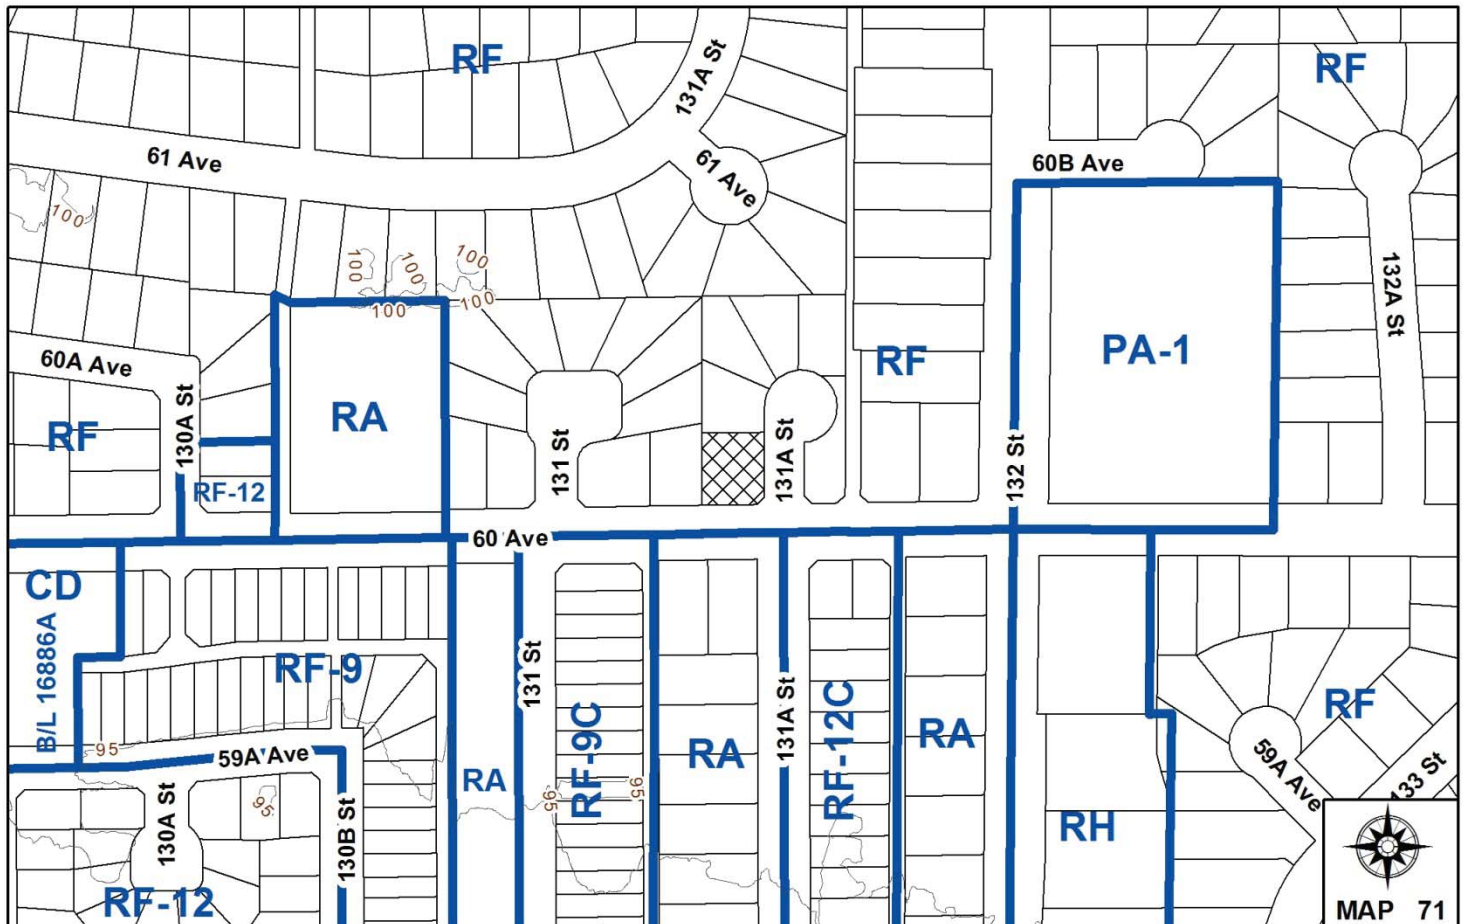 RF
131A St
RF
61 Ave
61 Ave
60B Ave
100
100
100
100
100
100
132A St
60A Ave
RA
RF
PA-1
RF
130A St
RF-12
131 St
131A St
132 St
60 Ave
CD
B/L 16886A
RF-9
131 St
RF-9C
131A St
RF-12C
RA
RA
RA
RF
95
59A Ave
95
95
95
130A St
130B St
59A Ave
133 St
RH
RF-12
MAP 71